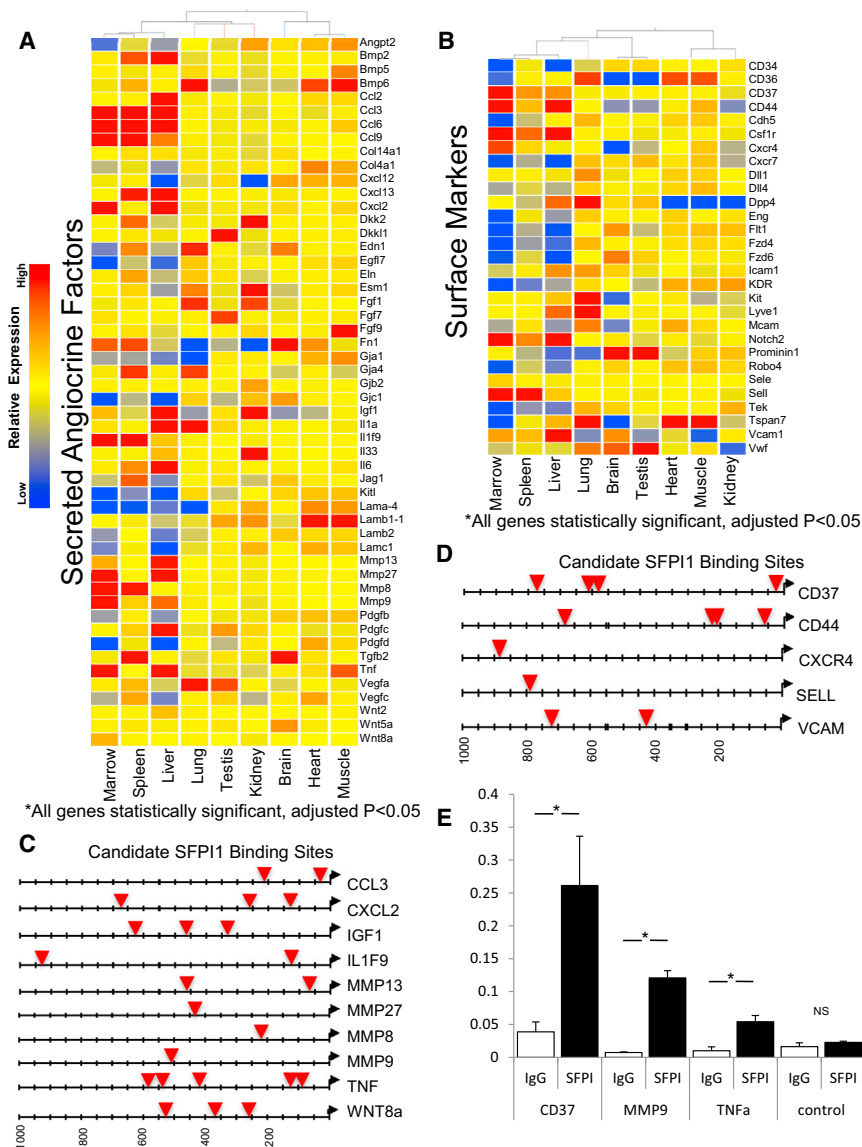 A
Angpt2
Bmp2
Bmp5
Bmp6
Ccl2
Ccl3
Ccl6
Ccl9
Col14a1
Col4a1
Cxcl12
Cxcl13
Cxcl2
Dkk2
Dkkl1
Edn1
Egfl7
Eln
Esm1
Fgf1
Fgf7
Fgf9
Fn1
Gja1
Gja4
Gjb2
Gjc1
Igf1
Il1a
Il1f9
Il33
Il6
Jag1
Kitl
Lama-4
Lamb1-1
Lamb2
Lamc1
Mmp13
Mmp27
Mmp8
Mmp9
Pdgfb
Pdgfc
Pdgfd
Tgfb2
Tnf
Vegfa
Vegfc
Wnt2
Wnt5a
Wnt8a
Secreted Angiocrine Factors
Relative Expression
High
Low
Marrow
Spleen
Liver
Lung
Testis
Kidney
Brain
Heart
Muscle
*All genes statistically significant, adjusted P<0.05
B
CD34
CD36
CD37
CD44
Cdh5
Csf1r
Cxcr4
Cxcr7
Dll1
Dll4
Dpp4
Eng
Flt1
Fzd4
Fzd6
Icam1
KDR
Kit
Lyve1
Mcam
Notch2
Prominin1
Robo4
Sele
Sell
Tek
Tspan7
Vcam1
Vwf
Surface Markers
Marrow
Spleen
Liver
Lung
Brain
Testis
Heart
Muscle
Kidney
*All genes statistically significant, adjusted P<0.05
C
Candidate SFPI1 Binding Sites
CCL3
CXCL2
IGF1
IL1F9
MMP13
MMP27
MMP8
MMP9
TNF
WNT8a
1000
800
600
400
200
D
Candidate SFPI1 Binding Sites
CD37
CD44
CXCR4
SELL
VCAM
1000
800
600
400
200
E
0.4
0.35
0.3
0.25
0.2
0.15
0.1
0.05
0
*
*
*
NS
IgG SFPI IgG SFPI IgG SFPI IgG SFPI
CD37 MMP9 TNFa control